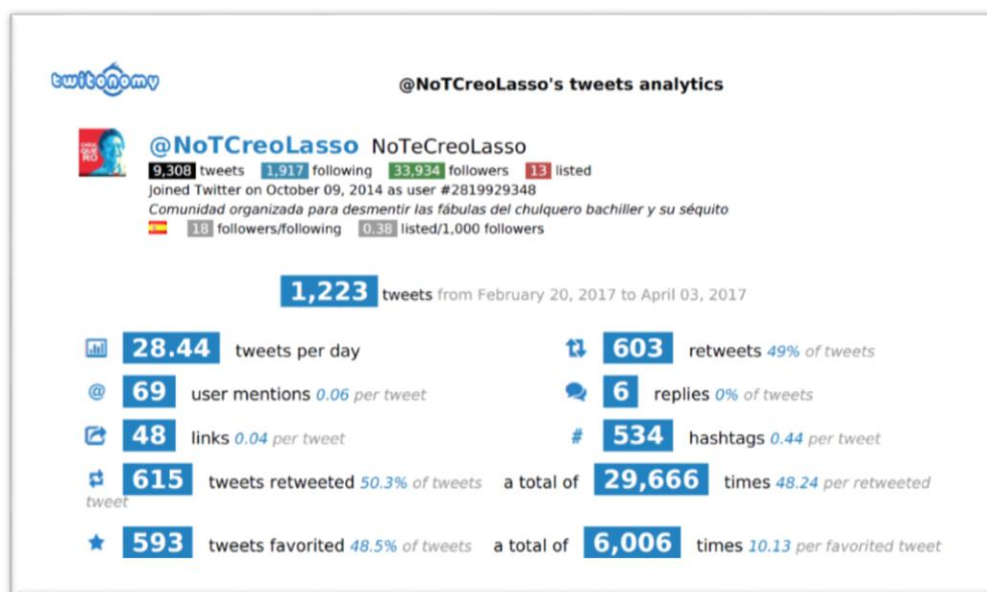 twitonomy
@NoTCreoLasso's tweets analytics
CHUL
QUE
RO
@NoTCreoLasso NoTeCreoLasso
9,308 tweets 1,917 following 33,934 followers 13 listed
Joined Twitter on October 09, 2014 as user #2819929348
Comunidad organizada para desmentir las fábulas del chulquero bachiller y su séquito
18 followers/following 0.38 listed/1,000 followers
1,223 tweets from February 20, 2017 to April 03, 2017
28.44 tweets per day
603 retweets 49% of tweets
@ 69 user mentions 0.06 per tweet
6 replies 0% of tweets
48 links 0.04 per tweet
# 534 hashtags 0.44 per tweet
615 tweets retweeted 50.3% of tweets a total of 29,666 times 48.24 per retweeted
tweet
593 tweets favorited 48.5% of tweets a total of 6,006 times 10.13 per favorited tweet